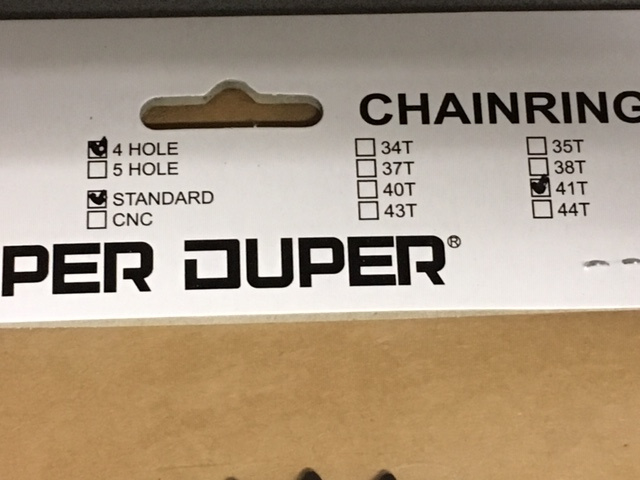 CHAINRING
4 HOLE
5 HOLE
STANDARD
CNC
34T
37T
40T
43T
35T
38T
41T
44T
PER DUPER®